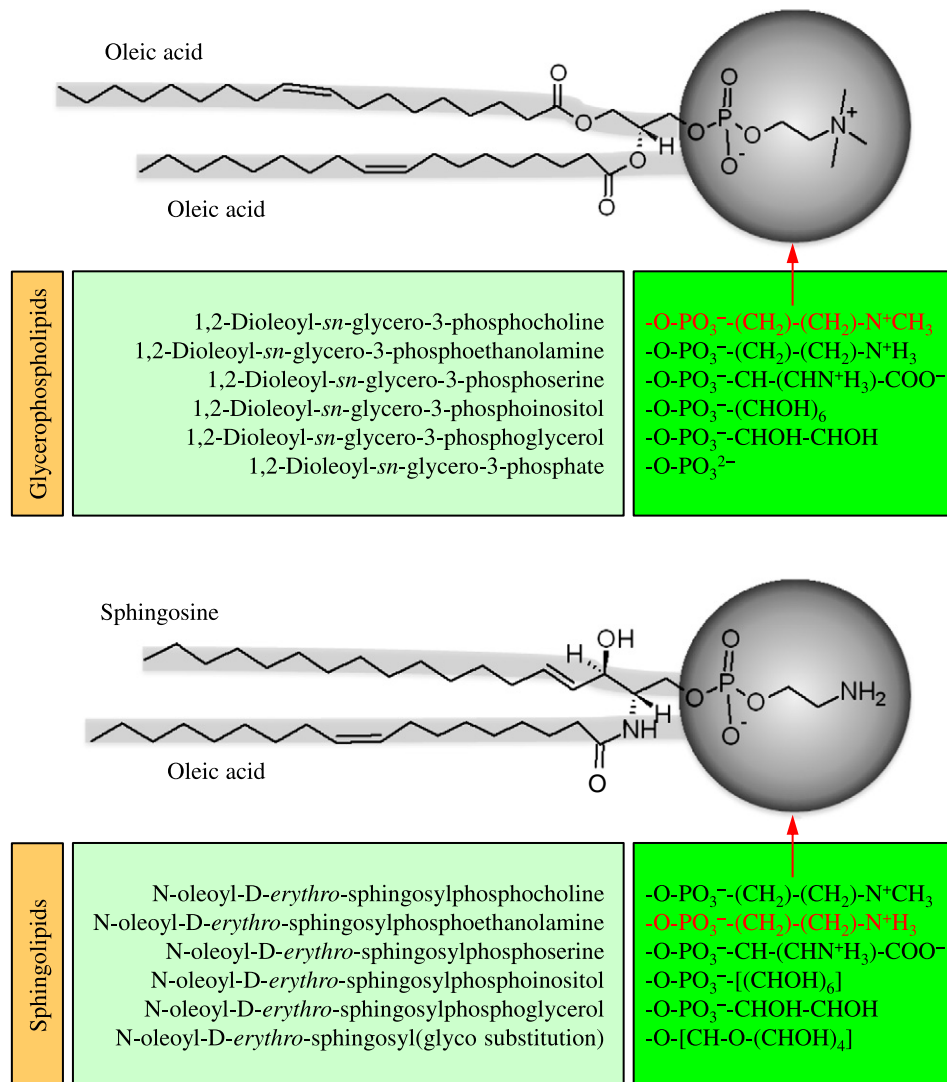 Oleic acid
O
O
O
P
O
N+
O
H
O-
O
O
Oleic acid
Glycerophospholipids
1,2-Dioleoyl-sn-glycero-3-phosphocholine -O-PO₃⁻-(CH₂)-(CH₂)-N⁺CH₃
1,2-Dioleoyl-sn-glycero-3-phosphoethanolamine -O-PO₃⁻-(CH₂)-(CH₂)-N⁺H₃
1,2-Dioleoyl-sn-glycero-3-phosphoserine -O-PO₃⁻-CH-(CHN⁺H₃)-COO⁻
1,2-Dioleoyl-sn-glycero-3-phosphoinositol -O-PO₃⁻-(CHOH)₆
1,2-Dioleoyl-sn-glycero-3-phosphoglycerol -O-PO₃⁻-CHOH-CHOH
1,2-Dioleoyl-sn-glycero-3-phosphate -O-PO₃²⁻
Sphingosine
OH
H
O
O
P
O
NH₂
H
O-
NH
O
Oleic acid
Sphingolipids
N-oleoyl-D-erythro-sphingosylphosphocholine -O-PO₃⁻-(CH₂)-(CH₂)-N⁺CH₃
N-oleoyl-D-erythro-sphingosylphosphoethanolamine -O-PO₃⁻-(CH₂)-(CH₂)-N⁺H₃
N-oleoyl-D-erythro-sphingosylphosphoserine -O-PO₃⁻-CH-(CHN⁺H₃)-COO⁻
N-oleoyl-D-erythro-sphingosylphosphoinositol -O-PO₃⁻-[(CHOH)₆]
N-oleoyl-D-erythro-sphingosylphosphoglycerol -O-PO₃⁻-CHOH-CHOH
N-oleoyl-D-erythro-sphingosyl(glyco substitution) -O-[CH-O-(CHOH)₄]